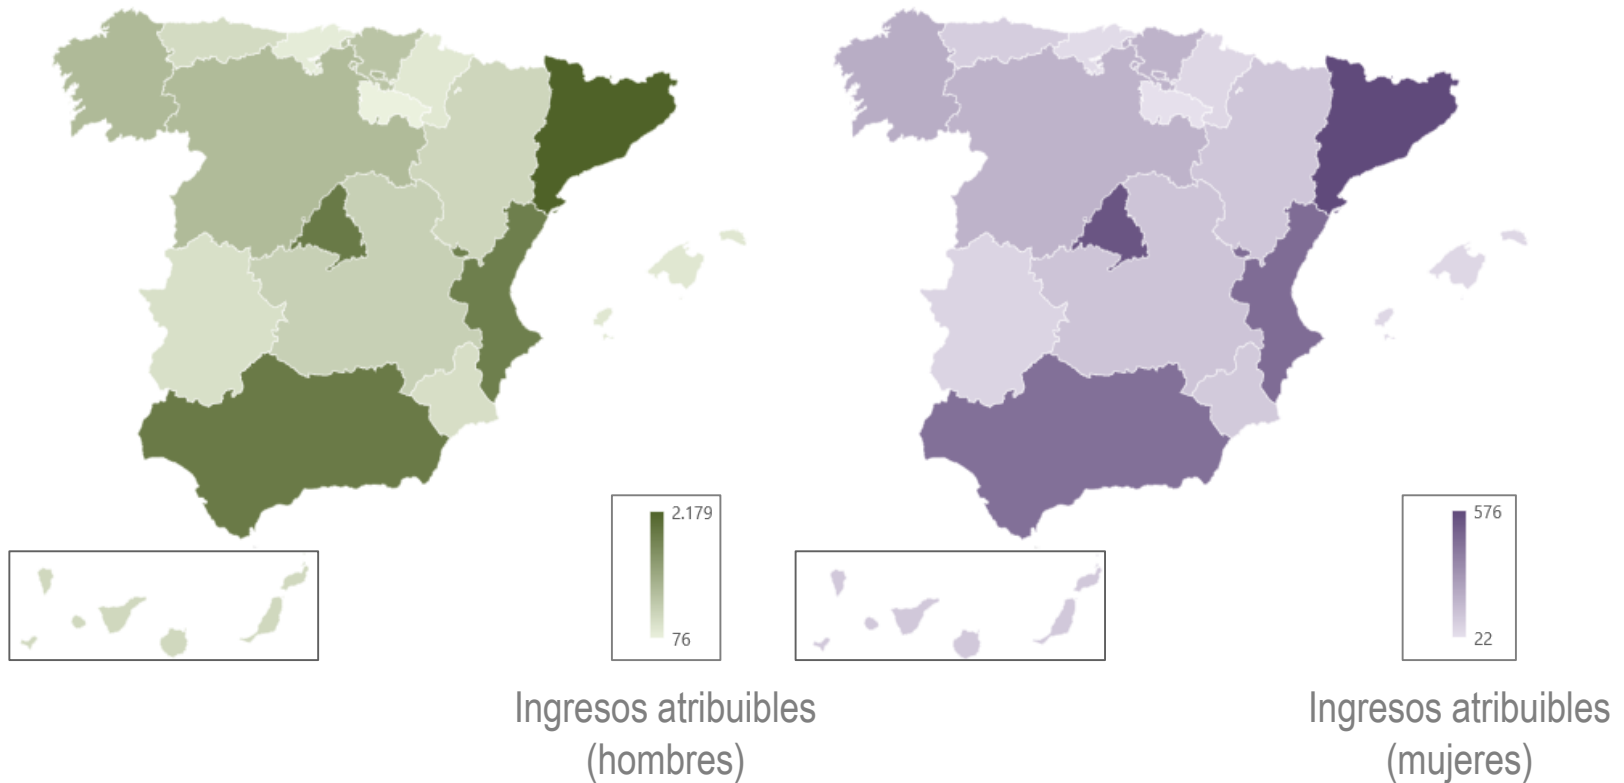 2.179
76
Ingresos atribuibles
(hombres)
576
22
Ingresos atribuibles
(mujeres)